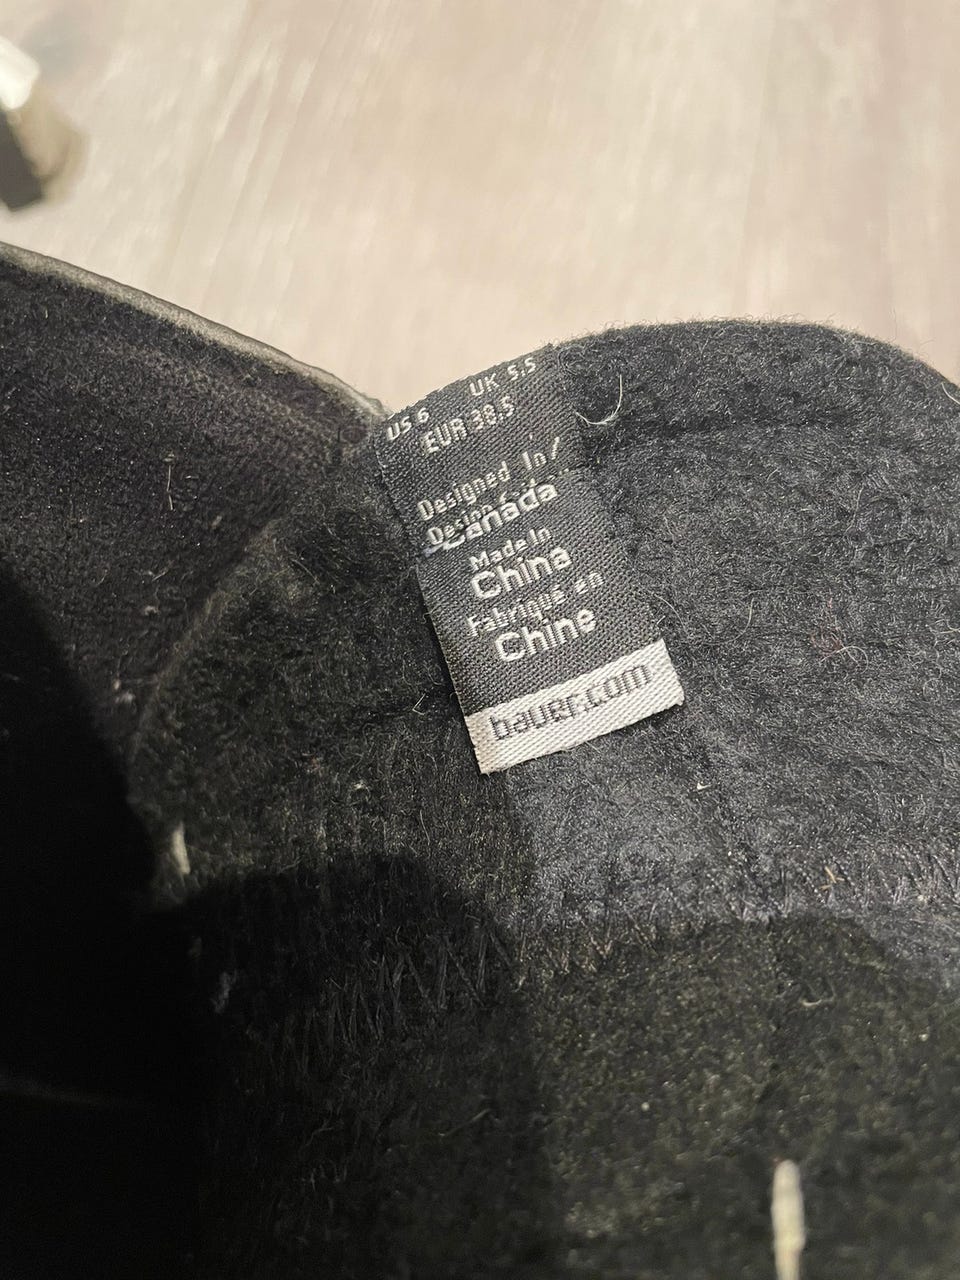 US 6 UK 5.5
EUR 38.5
Designed In/
Design
Canada
Made In
China
Fabriqué en
Chine
bauer.com